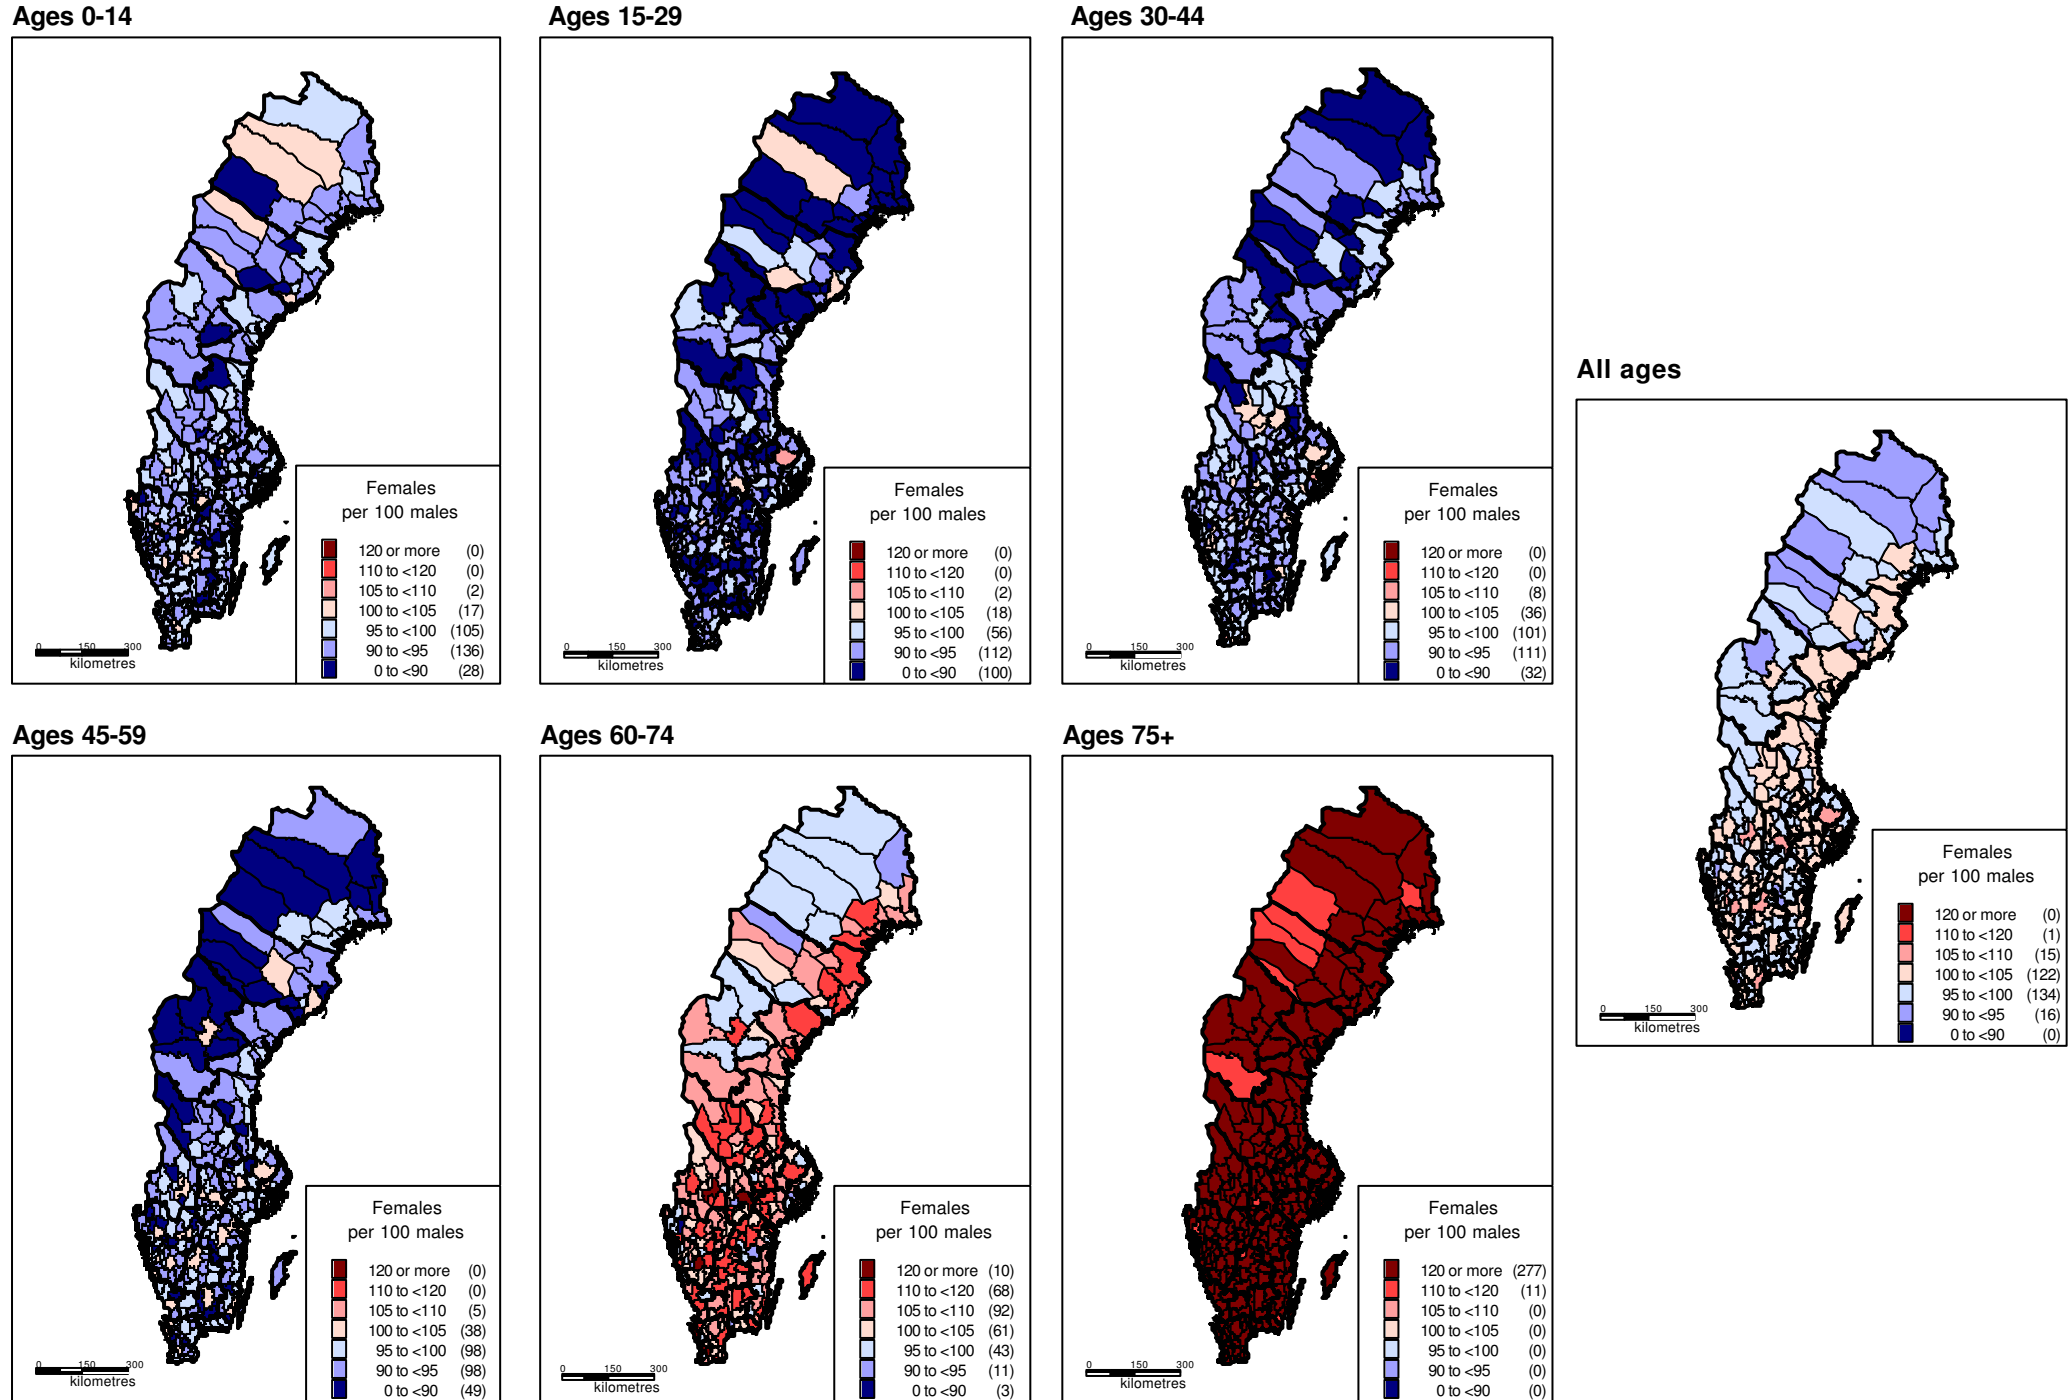 Ages 0-14
Females
per 100 males
120 or more (0)
110 to <120 (0)
105 to <110 (2)
100 to <105 (17)
95 to <100 (105)
90 to <95 (136)
0 to <90 (28)
0 150 300
kilometres
Ages 15-29
Females
per 100 males
120 or more (0)
110 to <120 (0)
105 to <110 (2)
100 to <105 (18)
95 to <100 (56)
90 to <95 (112)
0 to <90 (100)
0 150 300
kilometres
Ages 30-44
Females
per 100 males
120 or more (0)
110 to <120 (0)
105 to <110 (8)
100 to <105 (36)
95 to <100 (101)
90 to <95 (111)
0 to <90 (32)
0 150 300
kilometres
All ages
Females
per 100 males
120 or more (0)
110 to <120 (1)
105 to <110 (15)
100 to <105 (122)
95 to <100 (134)
90 to <95 (16)
0 to <90 (0)
0 150 300
kilometres
Ages 45-59
Females
per 100 males
120 or more (0)
110 to <120 (0)
105 to <110 (5)
100 to <105 (38)
95 to <100 (98)
90 to <95 (98)
0 to <90 (49)
0 150 300
kilometres
Ages 60-74
Females
per 100 males
120 or more (10)
110 to <120 (68)
105 to <110 (92)
100 to <105 (61)
95 to <100 (43)
90 to <95 (11)
0 to <90 (3)
0 150 300
kilometres
Ages 75+
Females
per 100 males
120 or more (277)
110 to <120 (11)
105 to <110 (0)
100 to <105 (0)
95 to <100 (0)
90 to <95 (0)
0 to <90 (0)
0 150 300
kilometres